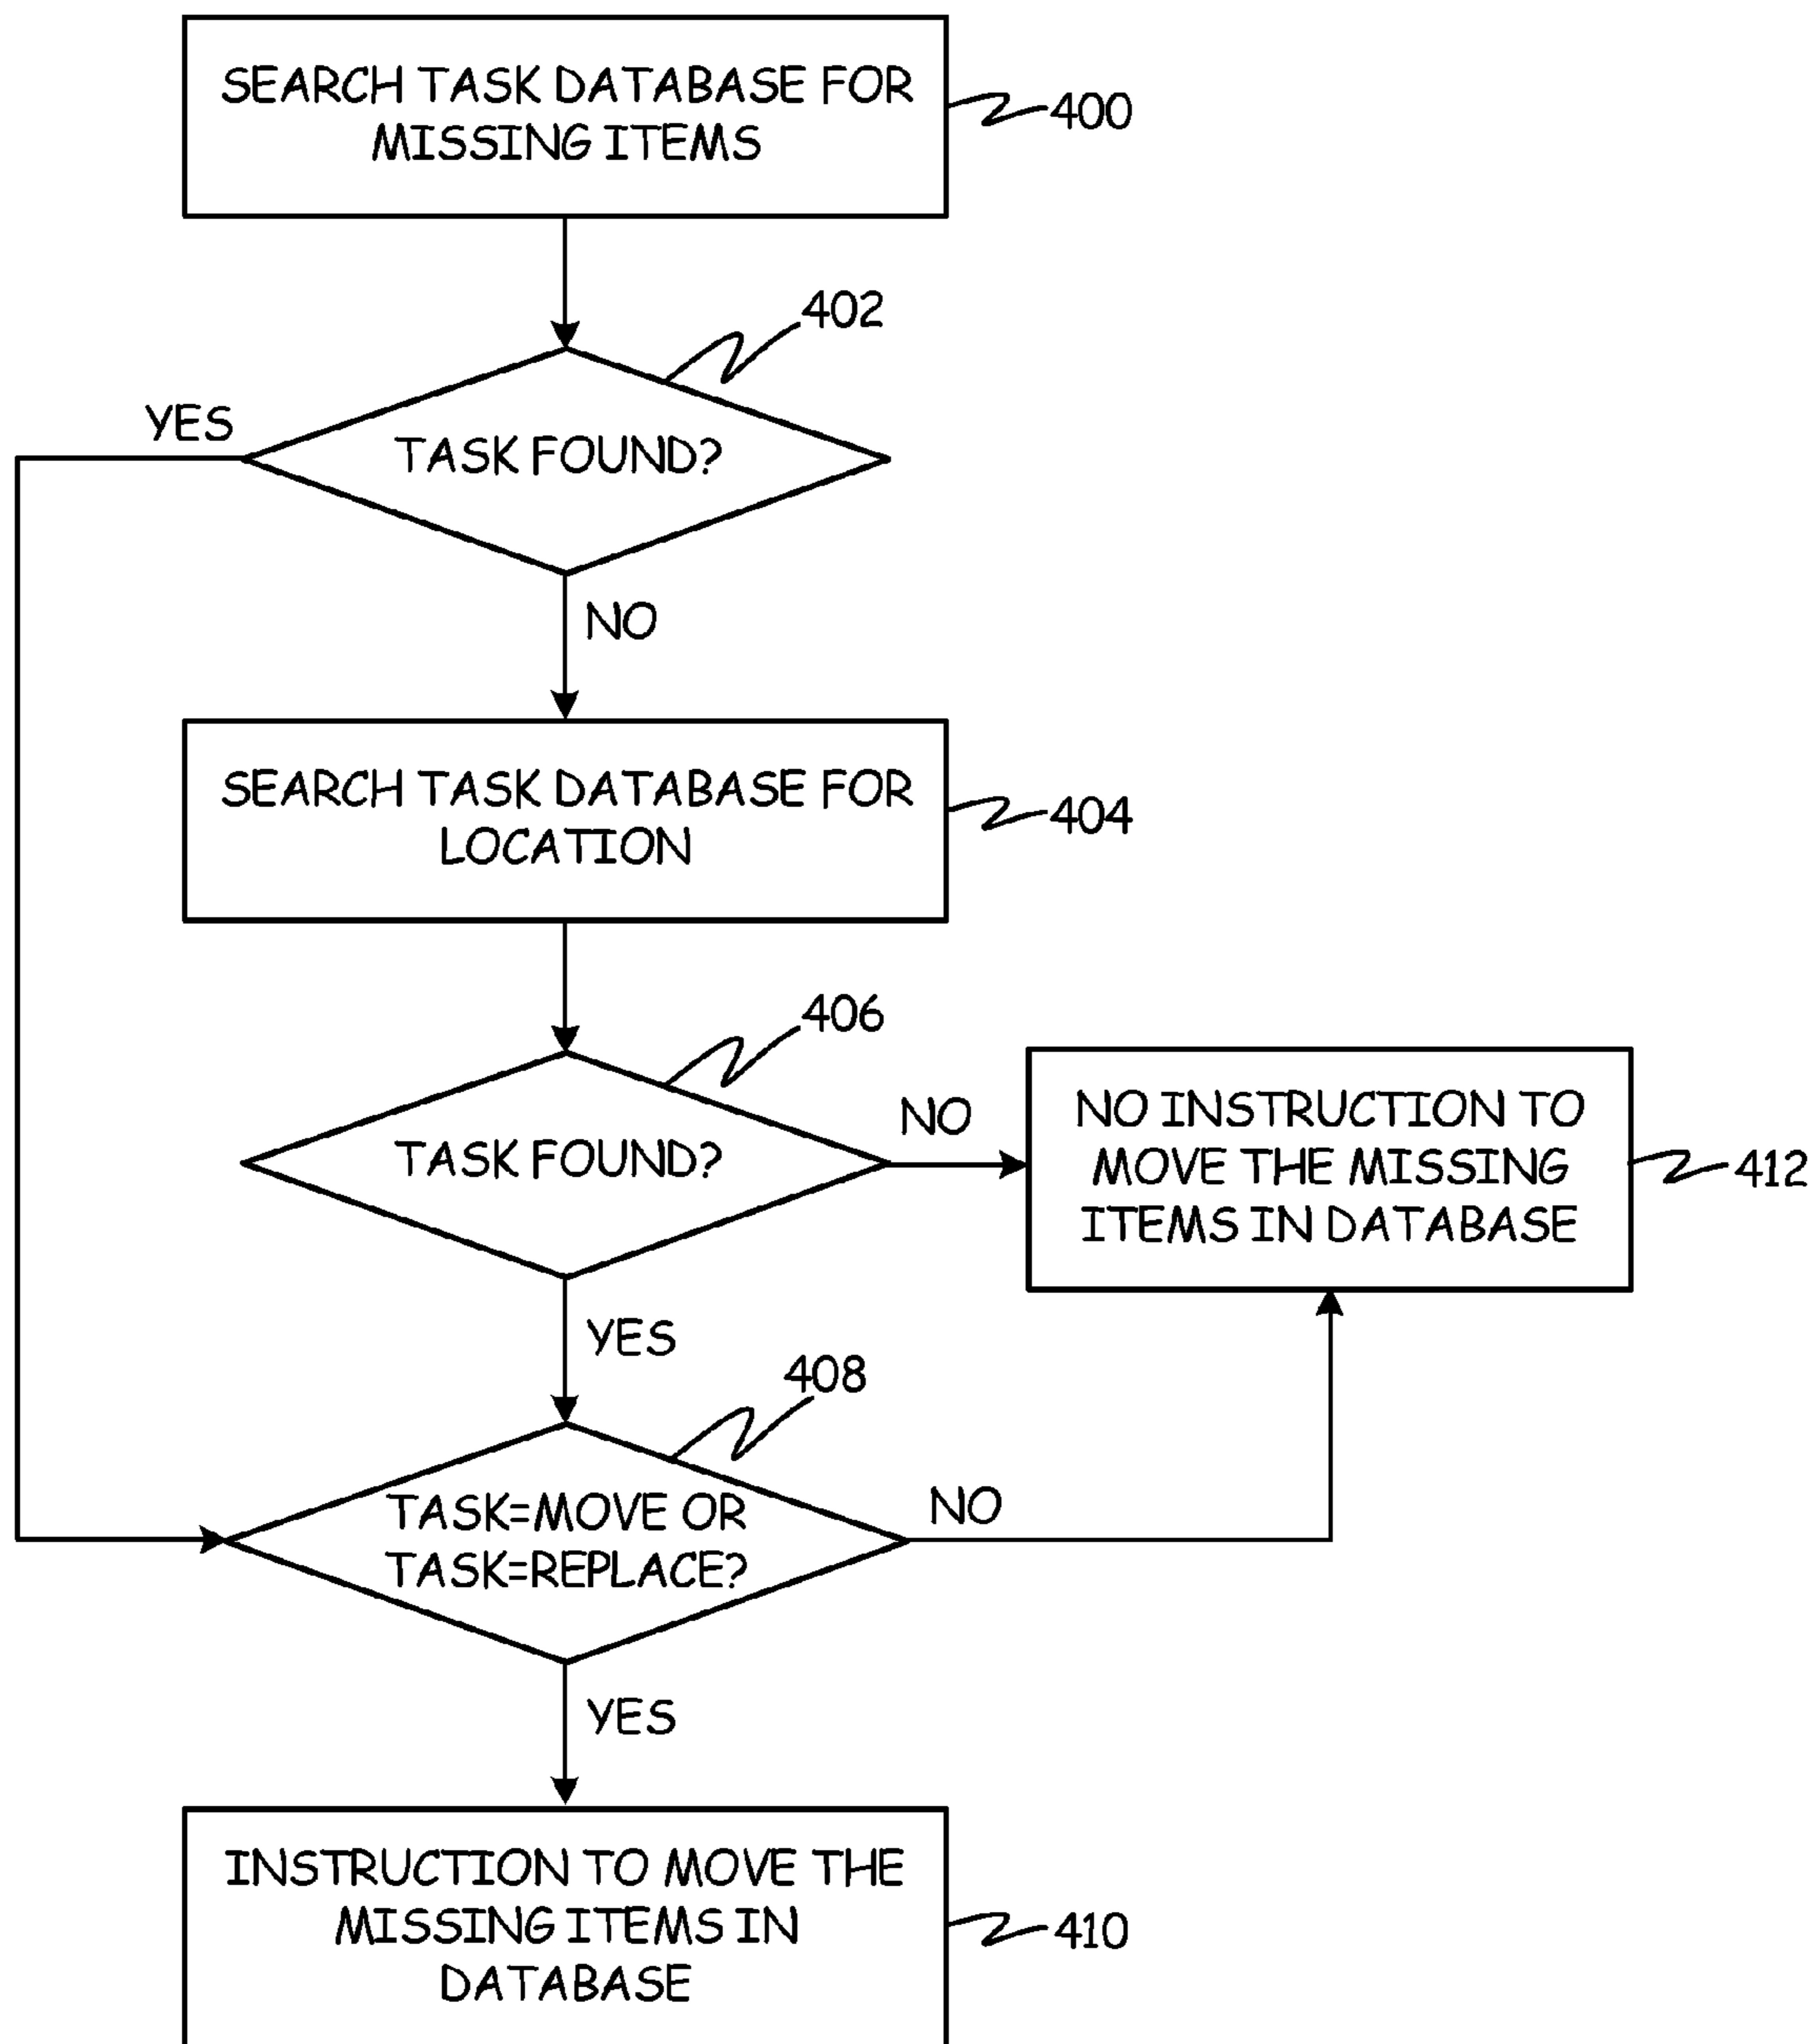 SEARCH TASK DATABASE FOR
MISSING ITEMS
400
402
YES
TASK FOUND?
NO
SEARCH TASK DATABASE FOR
LOCATION
404
406
TASK FOUND?
NO
NO INSTRUCTION TO
MOVE THE MISSING
ITEMS IN DATABASE
412
YES
408
TASK=MOVE OR
TASK=REPLACE?
NO
YES
INSTRUCTION TO MOVE THE
MISSING ITEMS IN
DATABASE
410